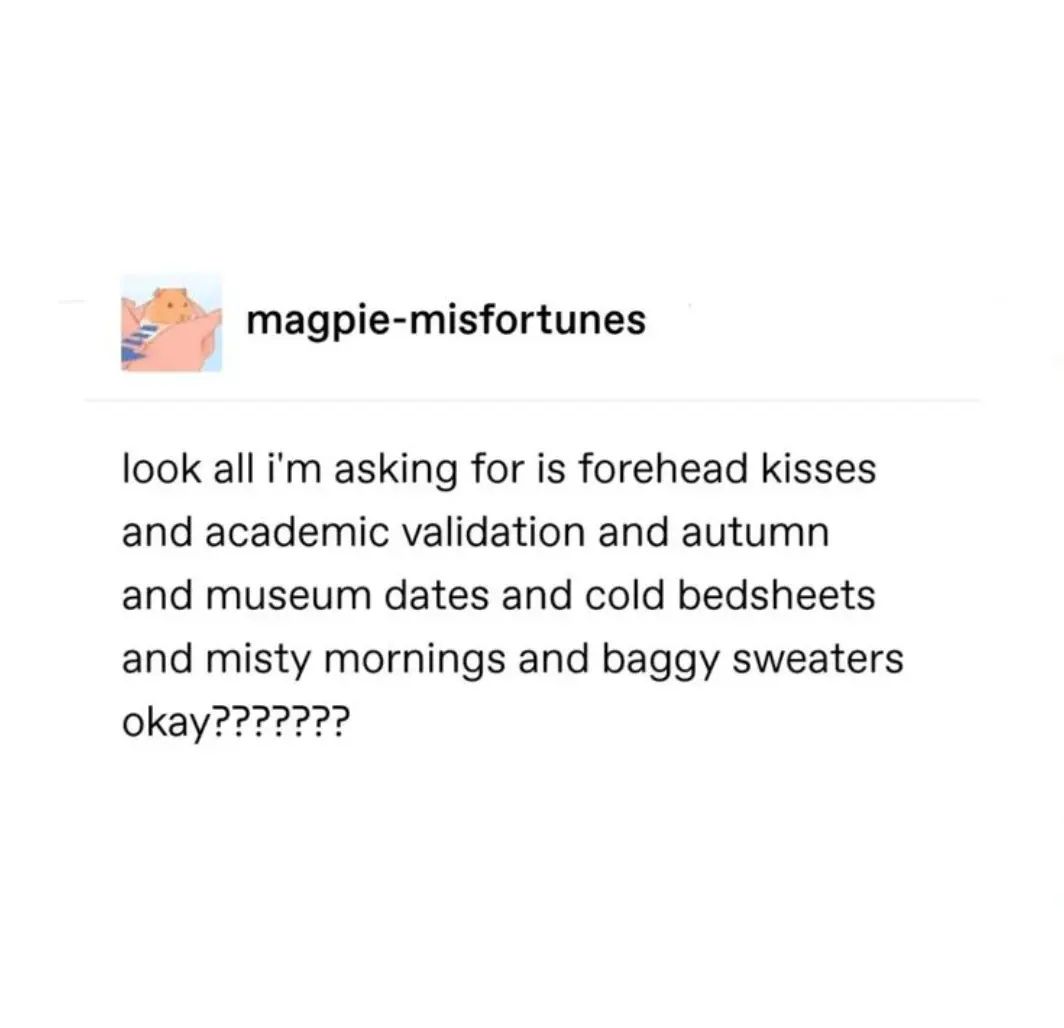 magpie-misfortunes
look all i'm asking for is forehead kisses
and academic validation and autumn
and museum dates and cold bedsheets
and misty mornings and baggy sweaters
okay???????